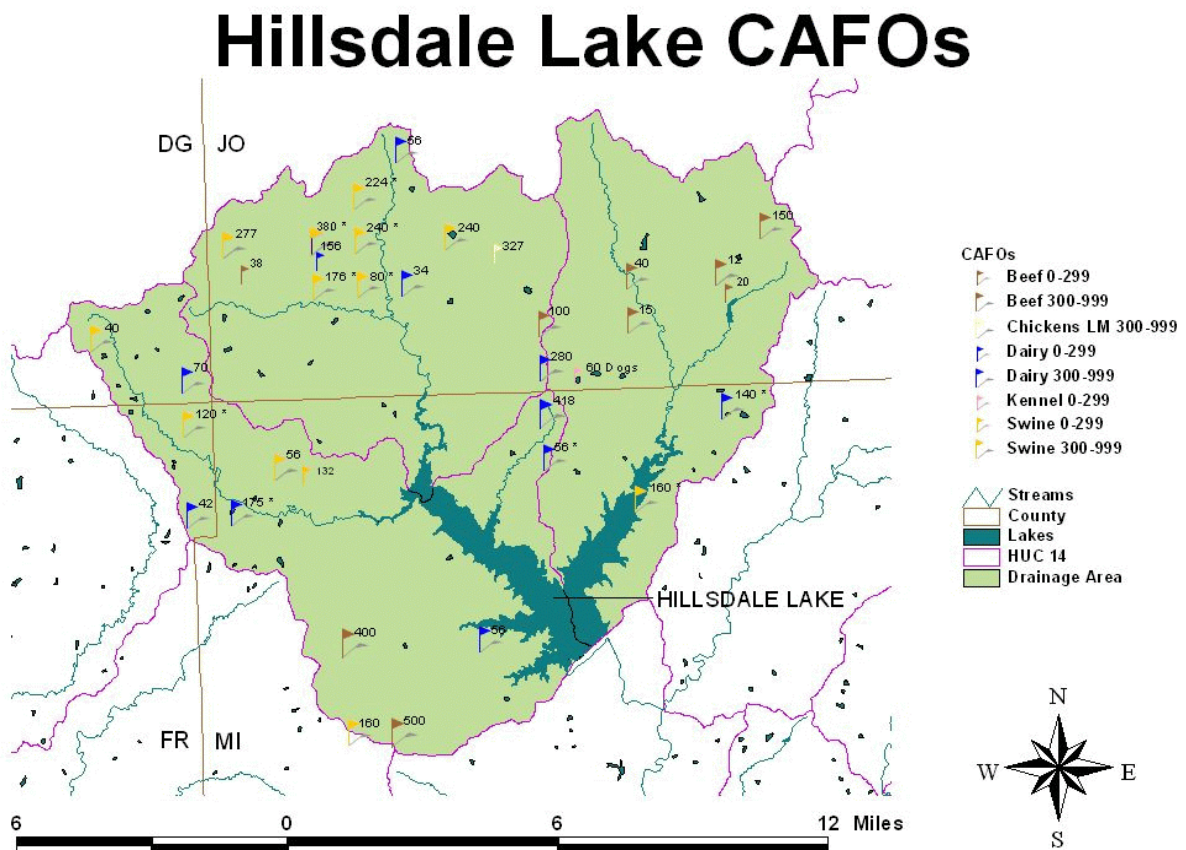 Hillsdale Lake CAFOs
DG JO
56
224 *
150
277
380 *
240 *
240
156
327
38
176 *
80 *
34
40
12
20
40
100
15
70
280
60 Dogs
120 *
418
140 *
56
132
56 *
42
175 *
160 *
HILLSDALE LAKE
400
56
160
500
FR MI
CAFOs
Beef 0-299
Beef 300-999
Chickens LM 300-999
Dairy 0-299
Dairy 300-999
Kennel 0-299
Swine 0-299
Swine 300-999
Streams
County
Lakes
HUC 14
Drainage Area
N
W E
S
6 0 6 12 Miles